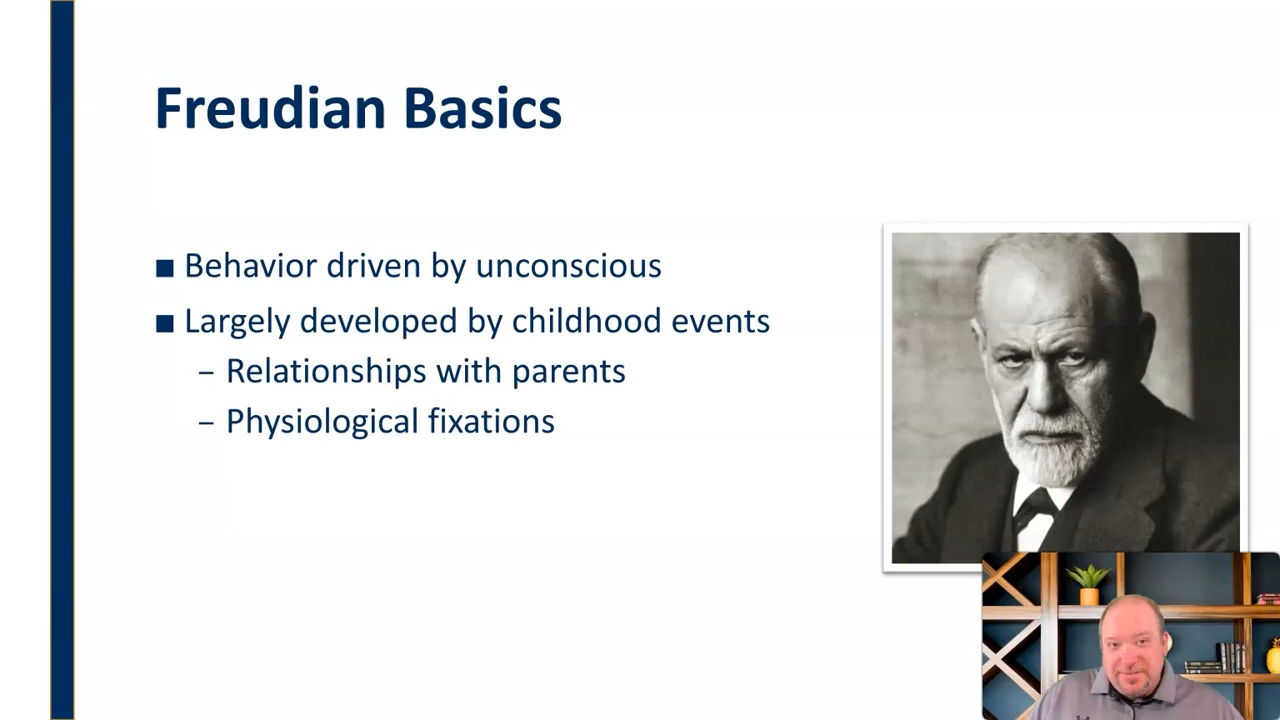 Freudian Basics
■ Behavior driven by unconscious
■ Largely developed by childhood events
– Relationships with parents
– Physiological fixations